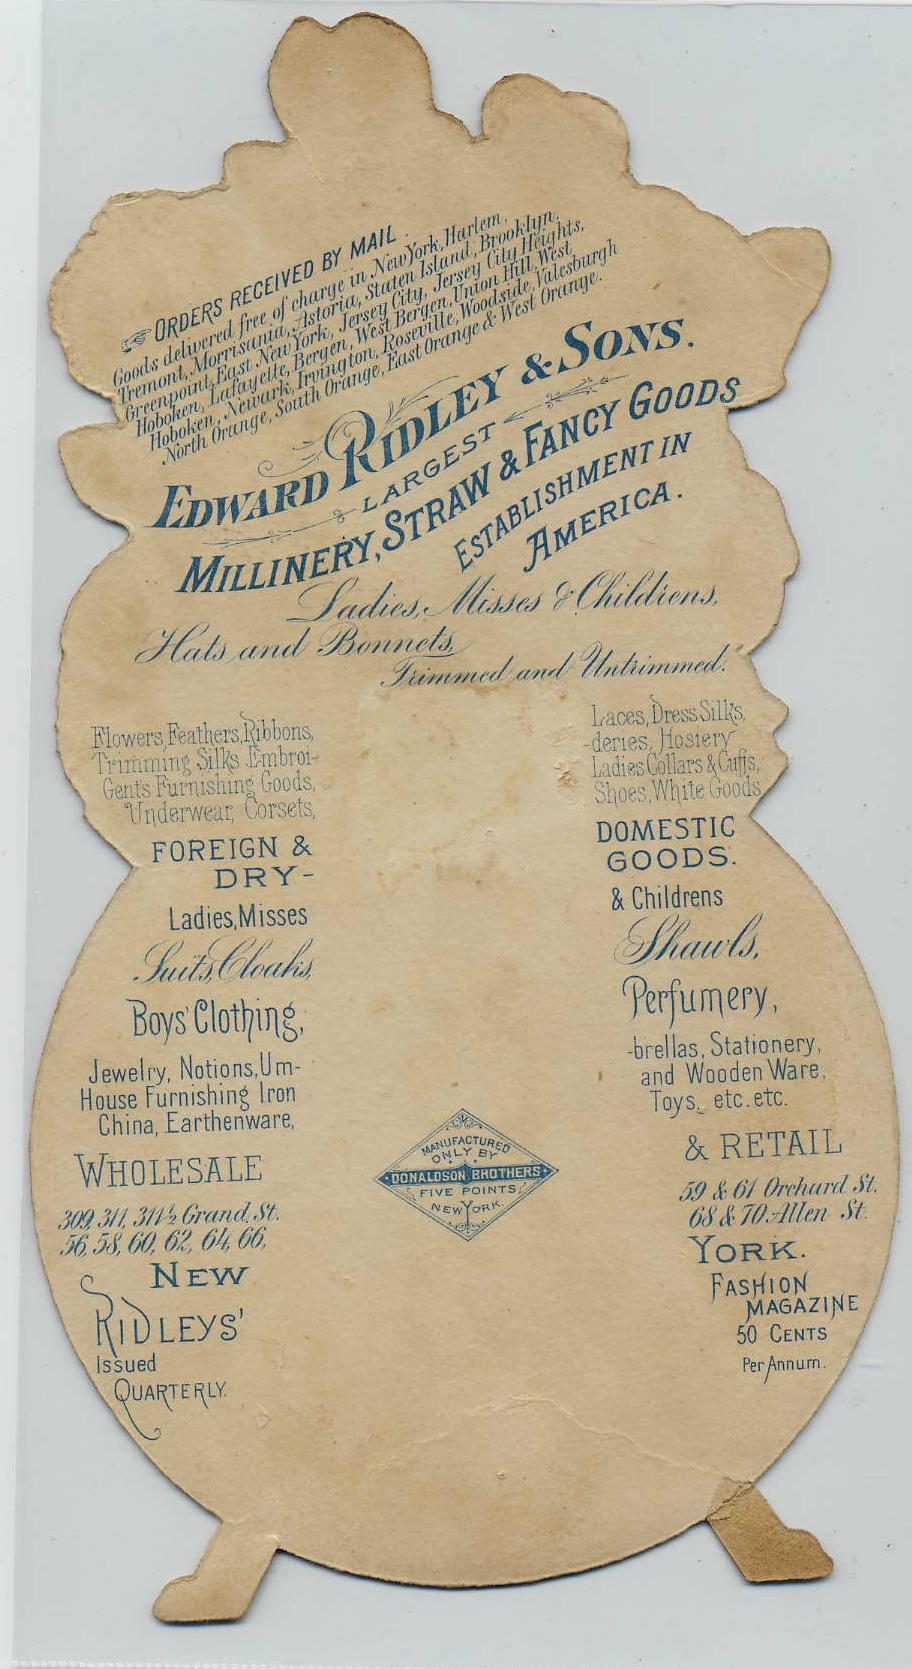 ☞ ORDERS RECEIVED BY MAIL.
Goods delivered free of charge in New York, Harlem,
Tremont, Morrisania, Astoria, Staten Island, Brooklyn,
Greenpoint, East New York, Jersey City, Jersey City Heights,
Hoboken, Lafayette, Bergen, West Bergen, Union Hill, West
Hoboken, Newark, Irvington, Roseville, Woodside, Valesburgh
North Orange, South Orange, East Orange & West Orange.
EDWARD RIDLEY & SONS.
LARGEST
MILLINERY, STRAW & FANCY GOODS
ESTABLISHMENT IN
AMERICA.
Ladies, Misses & Childrens,
Hats and Bonnets,
Trimmed and Untrimmed.
Flowers, Feathers, Ribbons, Laces, Dress Silks,
Trimming Silks Embroi- -deries, Hosiery
Gent's Furnishing Goods, Ladies Collars & Cuffs,
Underwear, Corsets, Shoes, White Goods
FOREIGN & DOMESTIC
DRY- GOODS.
Ladies, Misses & Childrens
Suits, Cloaks, Shawls,
Boys' Clothing, Perfumery,
Jewelry, Notions, Um- -brellas, Stationery,
House Furnishing Iron and Wooden Ware,
China, Earthenware, Toys, etc. etc.
WHOLESALE & RETAIL
309, 311, 311½ Grand St. 59 & 61 Orchard St.
56, 58, 60, 62, 64, 66, 68 & 70 Allen St.
NEW YORK.
RIDLEYS' FASHION MAGAZINE
Issued 50 CENTS
QUARTERLY. Per Annum.
MANUFACTURED
ONLY BY
DONALDSON BROTHERS
FIVE POINTS
NEW YORK.